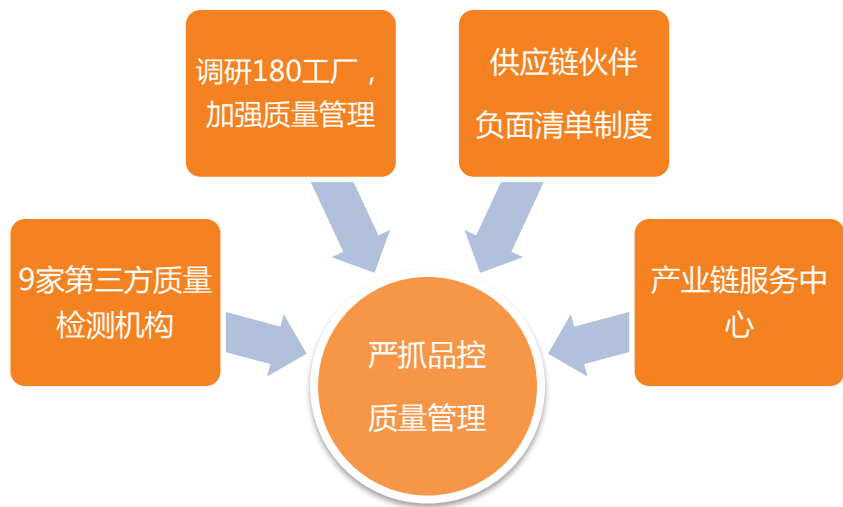 调研180工厂，
加强质量管理
供应链伙伴
负面清单制度
9家第三方质量
检测机构
产业链服务中
心
严抓品控
质量管理